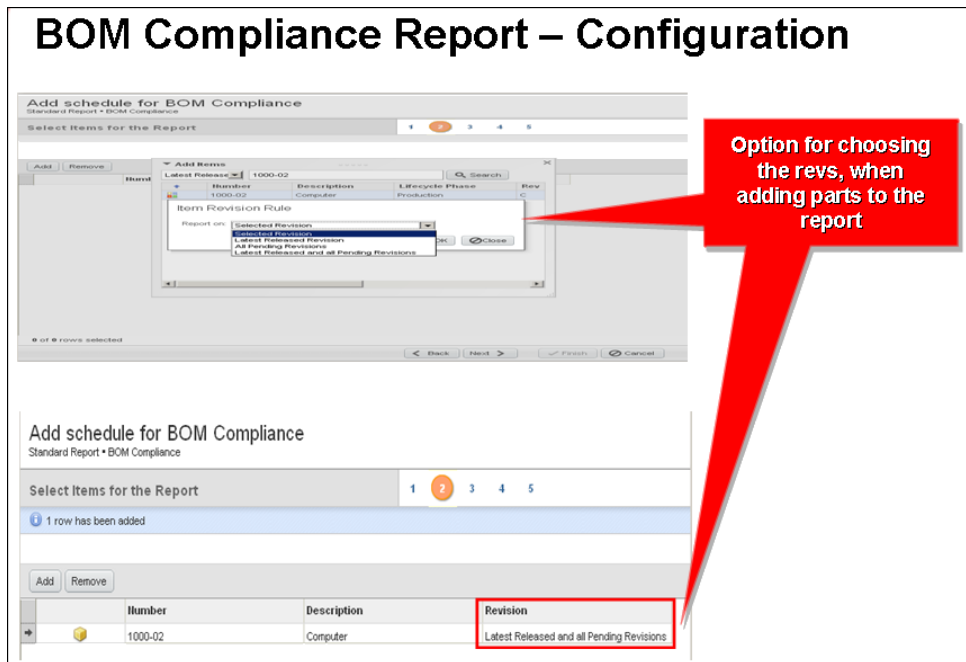 BOM Compliance Report – Configuration
Add schedule for BOM Compliance
Standard Report • BOM Compliance
Select Items for the Report
1 2 3 4 5
Add Remove
Numb
Add Items
Latest Release 1000-02 Search
Number Description Lifecycle Phase Rev
1000-02 Computer Production C
Item Revision Rule
Report on: Selected Revision
Selected Revision
Latest Released Revision
All Pending Revisions
Latest Released and all Pending Revisions
OK Close
0 of 0 rows selected
< Back Next > Finish Cancel
Option for choosing
the revs, when
adding parts to the
report
Add schedule for BOM Compliance
Standard Report • BOM Compliance
Select Items for the Report
1 2 3 4 5
1 row has been added
Add Remove
Number Description Revision
1000-02 Computer Latest Released and all Pending Revisions